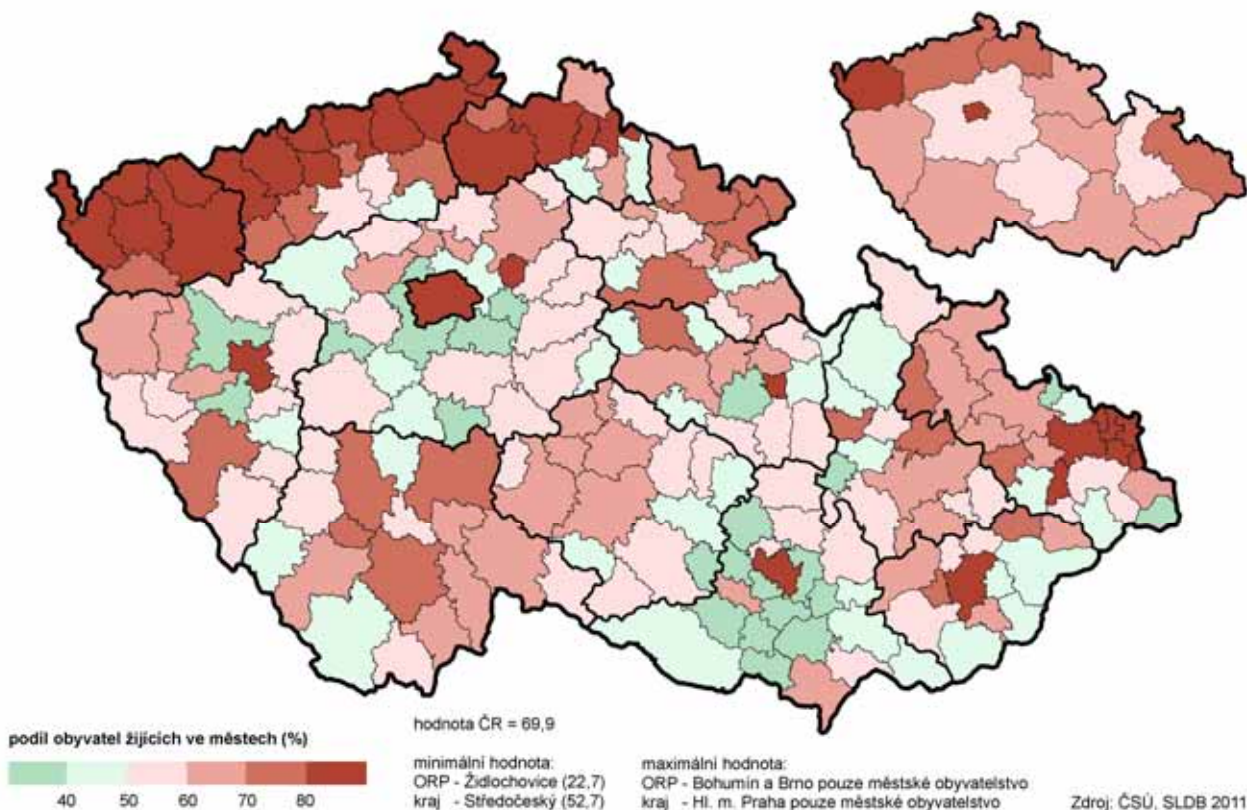 hodnota ČR = 69,9
podíl obyvatel žijících ve městech (%)
40 50 60 70 80
minimální hodnota:
ORP - Židlochovice (22,7)
kraj - Středočeský (52,7)
maximální hodnota:
ORP - Bohumín a Brno pouze městské obyvatelstvo
kraj - Hl. m. Praha pouze městské obyvatelstvo
Zdroj: ČSÚ, SLDB 2011